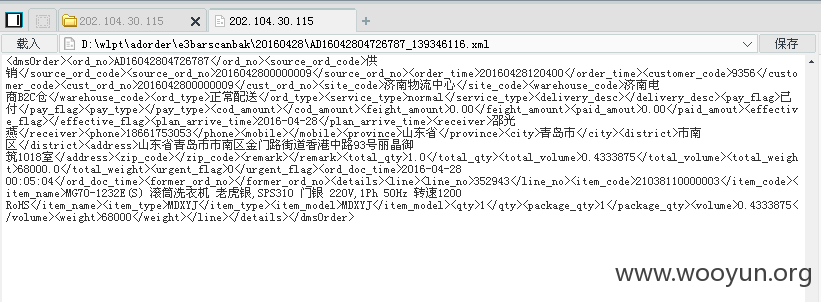 202.104.30.115
202.104.30.115
载入
D:\wlpt\adorder\e3barscanbak\20160428\AD16042804726787_139346116.xml
保存
<dmsOrder><ord_no>AD16042804726787</ord_no><source_ord_code>供
销</source_ord_code><source_ord_no>2016042800000009</source_ord_no><order_time>20160428120400</order_time><customer_code>9356</custo
mer_code><cust_ord_no>2016042800000009</cust_ord_no><site_code>济南物流中心</site_code><warehouse_code>济南电
商B2C仓</warehouse_code><ord_type>正常配送</ord_type><service_type>normal</service_type><delivery_desc></delivery_desc><pay_flag>已
付</pay_flag><pay_type></pay_type><cod_amount></cod_amount><feight_amount>0.00</feight_amount><paid_amout>0.00</paid_amout><effectiv
e_flag></effective_flag><plan_arrive_time>2016-04-28</plan_arrive_time><receiver>邵光
燕</receiver><phone>18661753053</phone><mobile></mobile><province>山东省</province><city>青岛市</city><district>市南
区</district><address>山东省青岛市市南区金门路街道香港中路93号丽晶御
筑1018室</address><zip_code></zip_code><remark></remark><total_qty>1.0</total_qty><total_volume>0.4333875</total_volume><total_weigh
t>68000.0</total_weight><urgent_flag>0</urgent_flag><ord_doc_time>2016-04-28
00:05:04</ord_doc_time><former_ord_no></former_ord_no><details><line><line_no>352943</line_no><item_code>21038110000003</item_code><
item_name>MG70-1232E(S) 滚筒洗衣机 老虎银,SPS310 门银 220V,1Ph 50Hz 转速1200
RoHS</item_name><item_type>MDXYJ</item_type><item_model>MDXYJ</item_model><qty>1</qty><package_qty>1</package_qty><volume>0.4333875<
/volume><weight>68000</weight></line></details></dmsOrder>
www.wooyun.org